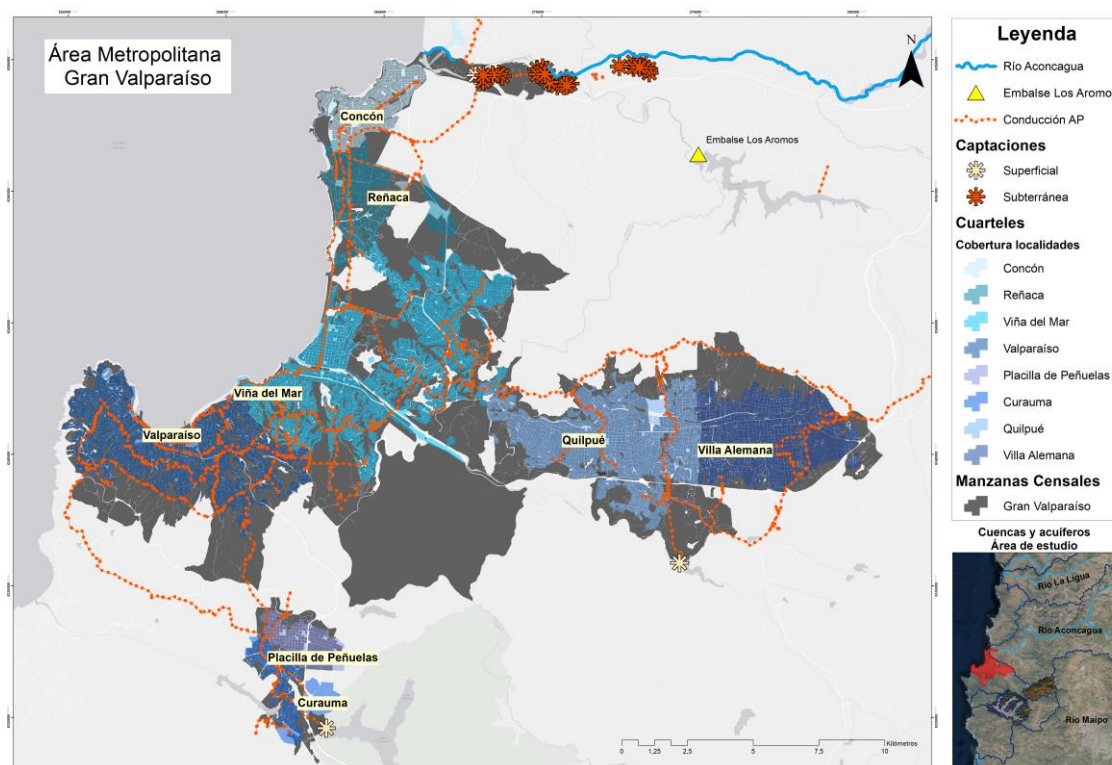 Área Metropolitana
Gran Valparaíso
Concón
Reñaca
Embalse Los Aromos
Viña del Mar
Valparaíso
Quilpué
Villa Alemana
Placilla de Peñuelas
Curauma
Kilómetros
0 1,25 2,5 5 7,5 10
N
Leyenda
Río Aconcagua
Embalse Los Aromo
Conducción AP
Captaciones
Superficial
Subterránea
Cuarteles
Cobertura localidades
Concón
Reñaca
Viña del Mar
Valparaíso
Placilla de Peñuelas
Curauma
Quilpué
Villa Alemana
Manzanas Censales
Gran Valparaíso
Cuencas y acuíferos
Área de estudio
Río La Ligua
Río Aconcagua
Río Maipo